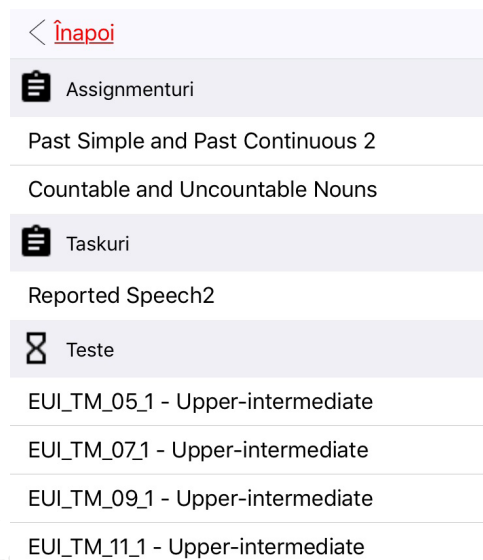 Înapoi
Assignmenturi
Past Simple and Past Continuous 2
Countable and Uncountable Nouns
Taskuri
Reported Speech2
Teste
EUI_TM_05_1 - Upper-intermediate
EUI_TM_07_1 - Upper-intermediate
EUI_TM_09_1 - Upper-intermediate
EUI_TM_11_1 - Upper-intermediate